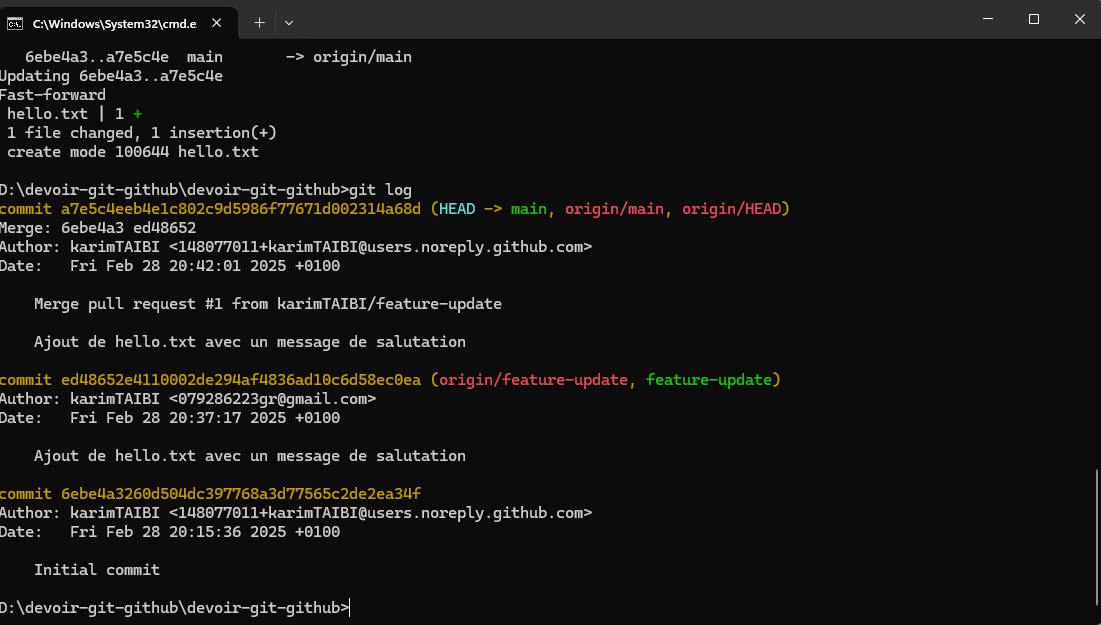 C:\Windows\System32\cmd.e
6ebe4a3..a7e5c4e  main       -> origin/main
Updating 6ebe4a3..a7e5c4e
Fast-forward
 hello.txt | 1 +
 1 file changed, 1 insertion(+)
 create mode 100644 hello.txt
D:\devoir-git-github\devoir-git-github>git log
commit a7e5c4eeb4e1c802c9d5986f77671d002314a68d (HEAD -> main, origin/main, origin/HEAD)
Merge: 6ebe4a3 ed48652
Author: karimTAIBI <148077011+karimTAIBI@users.noreply.github.com>
Date:   Fri Feb 28 20:42:01 2025 +0100
    Merge pull request #1 from karimTAIBI/feature-update
    Ajout de hello.txt avec un message de salutation
commit ed48652e4110002de294af4836ad10c6d58ec0ea (origin/feature-update, feature-update)
Author: karimTAIBI <079286223gr@gmail.com>
Date:   Fri Feb 28 20:37:17 2025 +0100
    Ajout de hello.txt avec un message de salutation
commit 6ebe4a3260d504dc397768a3d77565c2de2ea34f
Author: karimTAIBI <148077011+karimTAIBI@users.noreply.github.com>
Date:   Fri Feb 28 20:15:36 2025 +0100
    Initial commit
D:\devoir-git-github\devoir-git-github>